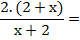 2. (2 + x)
x + 2 =